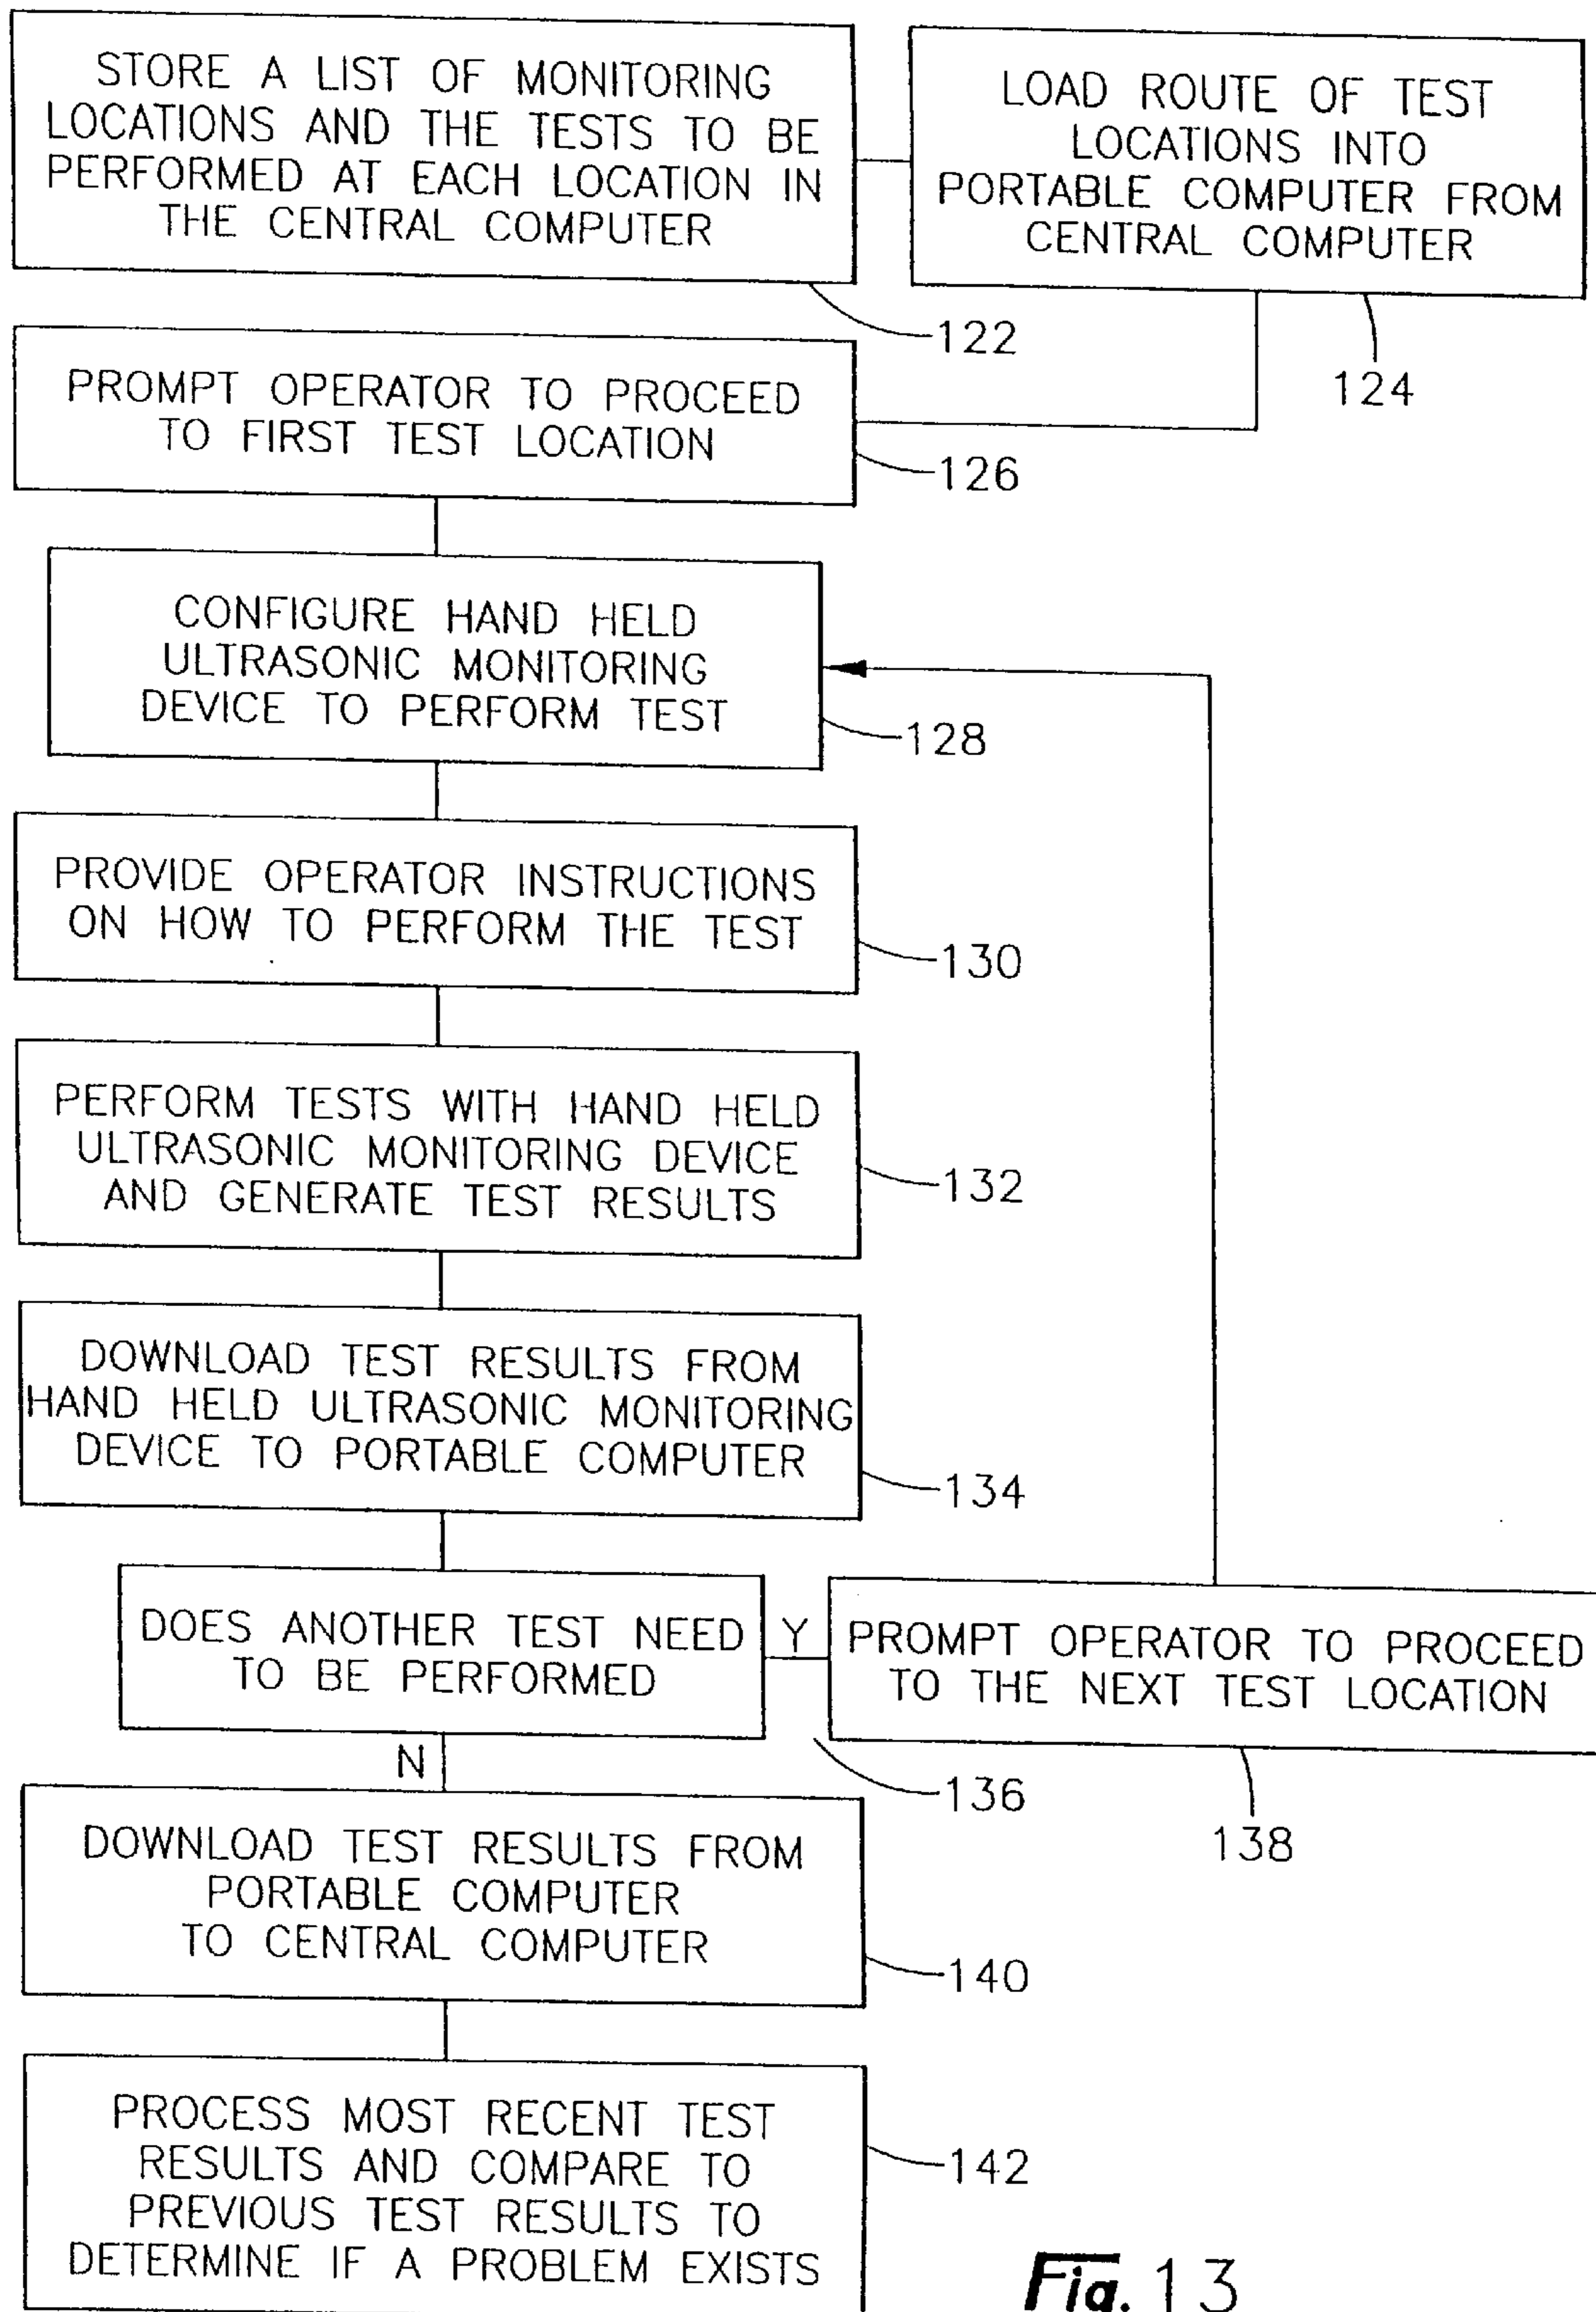 STORE A LIST OF MONITORING
LOCATIONS AND THE TESTS TO BE
PERFORMED AT EACH LOCATION IN
THE CENTRAL COMPUTER
122
LOAD ROUTE OF TEST
LOCATIONS INTO
PORTABLE COMPUTER FROM
CENTRAL COMPUTER
124
PROMPT OPERATOR TO PROCEED
TO FIRST TEST LOCATION
126
CONFIGURE HAND HELD
ULTRASONIC MONITORING
DEVICE TO PERFORM TEST
128
PROVIDE OPERATOR INSTRUCTIONS
ON HOW TO PERFORM THE TEST
130
PERFORM TESTS WITH HAND HELD
ULTRASONIC MONITORING DEVICE
AND GENERATE TEST RESULTS
132
DOWNLOAD TEST RESULTS FROM
HAND HELD ULTRASONIC MONITORING
DEVICE TO PORTABLE COMPUTER
134
DOES ANOTHER TEST NEED
TO BE PERFORMED
136
Y
PROMPT OPERATOR TO PROCEED
TO THE NEXT TEST LOCATION
138
N
DOWNLOAD TEST RESULTS FROM
PORTABLE COMPUTER
TO CENTRAL COMPUTER
140
PROCESS MOST RECENT TEST
RESULTS AND COMPARE TO
PREVIOUS TEST RESULTS TO
DETERMINE IF A PROBLEM EXISTS
142
Fig. 13